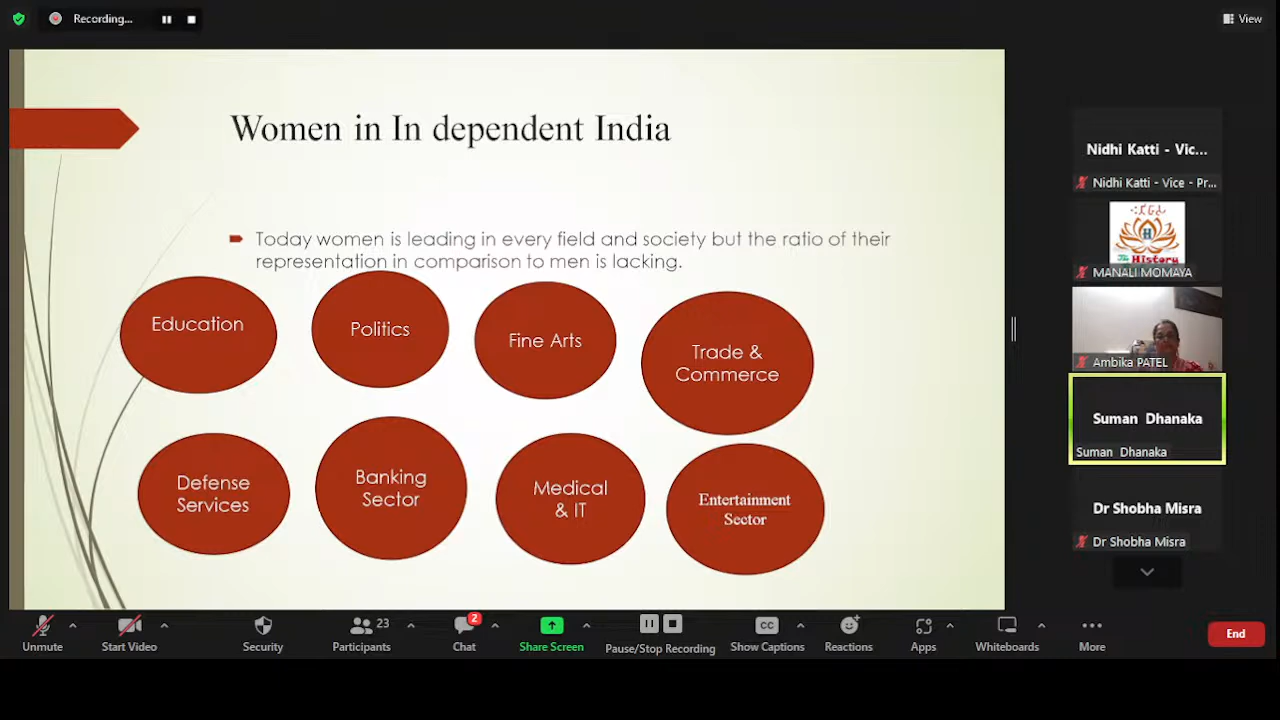 Recording...
View
Women in In dependent India
Today women is leading in every field and society but the ratio of their
representation in comparison to men is lacking.
Education
Politics
Fine Arts
Trade &
Commerce
Defense
Services
Banking
Sector
Medical
& IT
Entertainment
Sector
Nidhi Katti - Vic...
Nidhi Katti - Vice - Pr...
H
History
MANALI MOMAYA
Ambika PATEL
Suman Dhanaka
Suman Dhanaka
Dr Shobha Misra
Dr Shobha Misra
Unmute
Start Video
Security
23
Participants
2
Chat
Share Screen
Pause/Stop Recording
CC
Show Captions
Reactions
Apps
Whiteboards
More
End